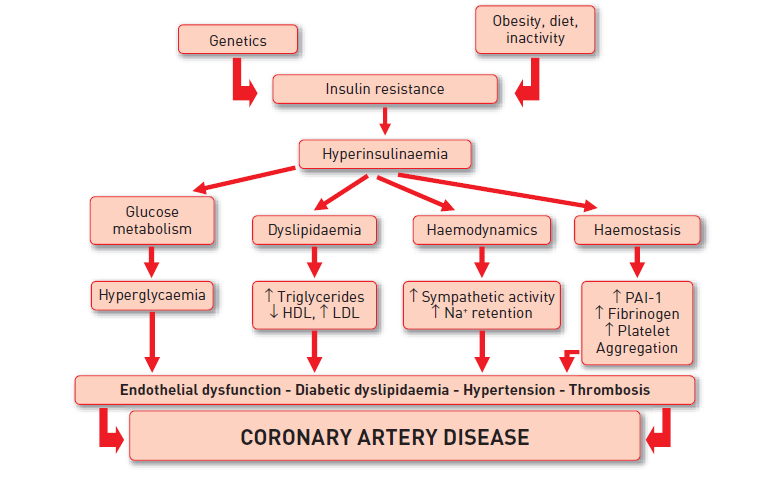 Genetics
Obesity, diet,
inactivity
Insulin resistance
Hyperinsulinaemia
Glucose
metabolism
Dyslipidaemia
Haemodynamics
Haemostasis
Hyperglycaemia
↑ Triglycerides
↓ HDL, ↑ LDL
↑ Sympathetic activity
↑ Na⁺ retention
↑ PAI-1
↑ Fibrinogen
↑ Platelet
Aggregation
Endothelial dysfunction - Diabetic dyslipidaemia - Hypertension - Thrombosis
CORONARY ARTERY DISEASE